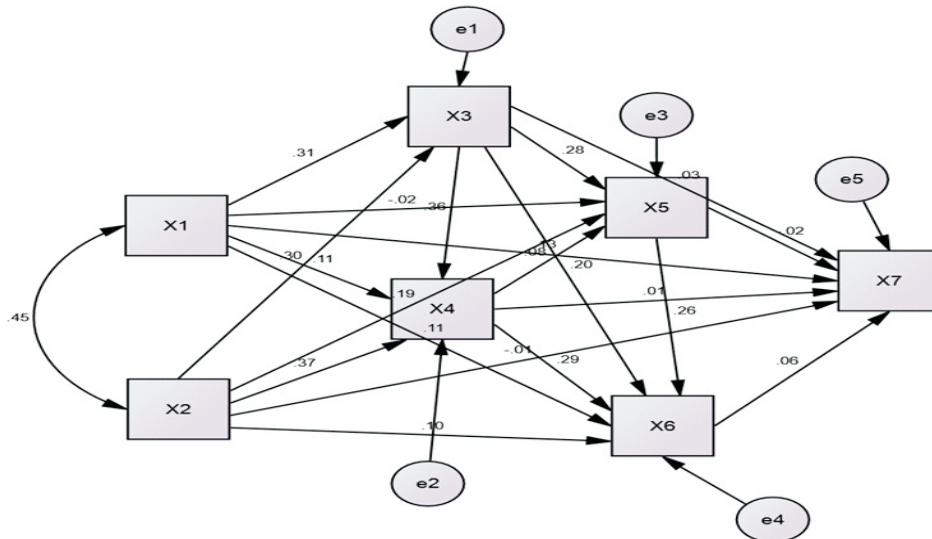 e1
X3
e3
.28
.31
.03
e5
-.02
.36
X5
X1
.02
.13
.08
X7
.30
.11
.20
.19
.01
X4
.26
.45
.11
-.01
.29
.37
.06
X2
.10
X6
e2
e4